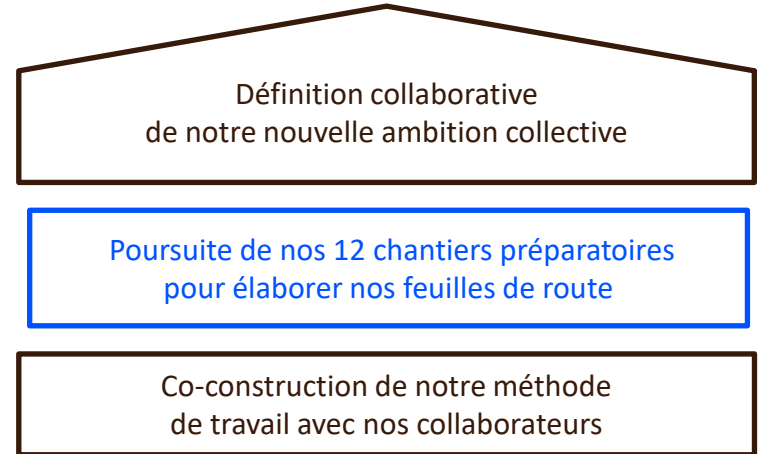 Définition collaborative
de notre nouvelle ambition collective
Poursuite de nos 12 chantiers préparatoires
pour élaborer nos feuilles de route
Co-construction de notre méthode
de travail avec nos collaborateurs